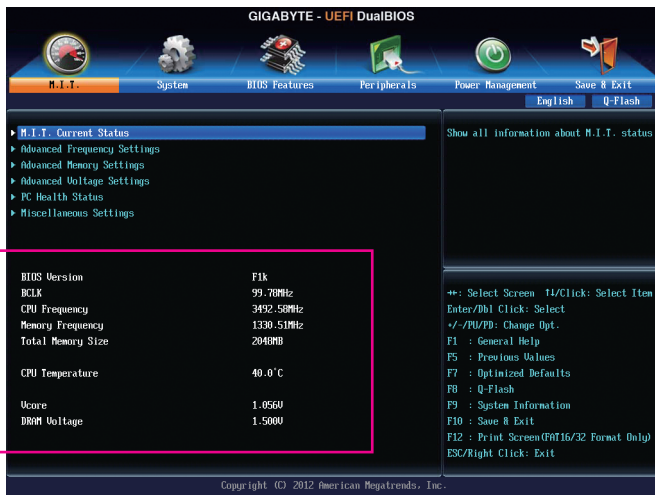 GIGABYTE - UEFI DualBIOS
M.I.T. System BIOS Features Peripherals Power Management Save & Exit
English Q-Flash
M.I.T. Current Status
Advanced Frequency Settings
Advanced Memory Settings
Advanced Voltage Settings
PC Health Status
Miscellaneous Settings
Show all information about M.I.T. status
BIOS Version F1k
BCLK 99.78MHz
CPU Frequency 3492.58MHz
Memory Frequency 1330.51MHz
Total Memory Size 2048MB
CPU Temperature 40.0°C
Vcore 1.056V
DRAM Voltage 1.500V
→←: Select Screen ↑↓/Click: Select Item
Enter/Dbl Click: Select
+/-/PU/PD: Change Opt.
F1 : General Help
F5 : Previous Values
F7 : Optimized Defaults
F8 : Q-Flash
F9 : System Information
F10 : Save & Exit
F12 : Print Screen(FAT16/32 Format Only)
ESC/Right Click: Exit
Copyright (C) 2012 American Megatrends, Inc.